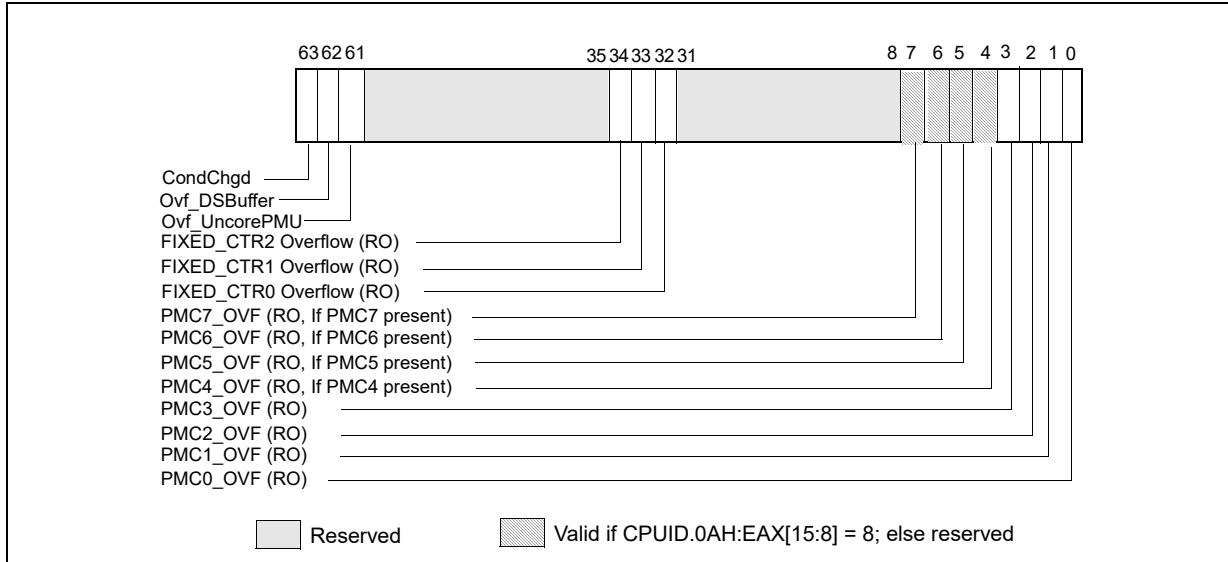 63 62 61 35 34 33 32 31 8 7 6 5 4 3 2 1 0
CondChgd
Ovf_DSBuffer
Ovf_UncorePMU
FIXED_CTR2 Overflow (RO)
FIXED_CTR1 Overflow (RO)
FIXED_CTR0 Overflow (RO)
PMC7_OVF (RO, If PMC7 present)
PMC6_OVF (RO, If PMC6 present)
PMC5_OVF (RO, If PMC5 present)
PMC4_OVF (RO, If PMC4 present)
PMC3_OVF (RO)
PMC2_OVF (RO)
PMC1_OVF (RO)
PMC0_OVF (RO)
Reserved
Valid if CPUID.0AH:EAX[15:8] = 8; else reserved